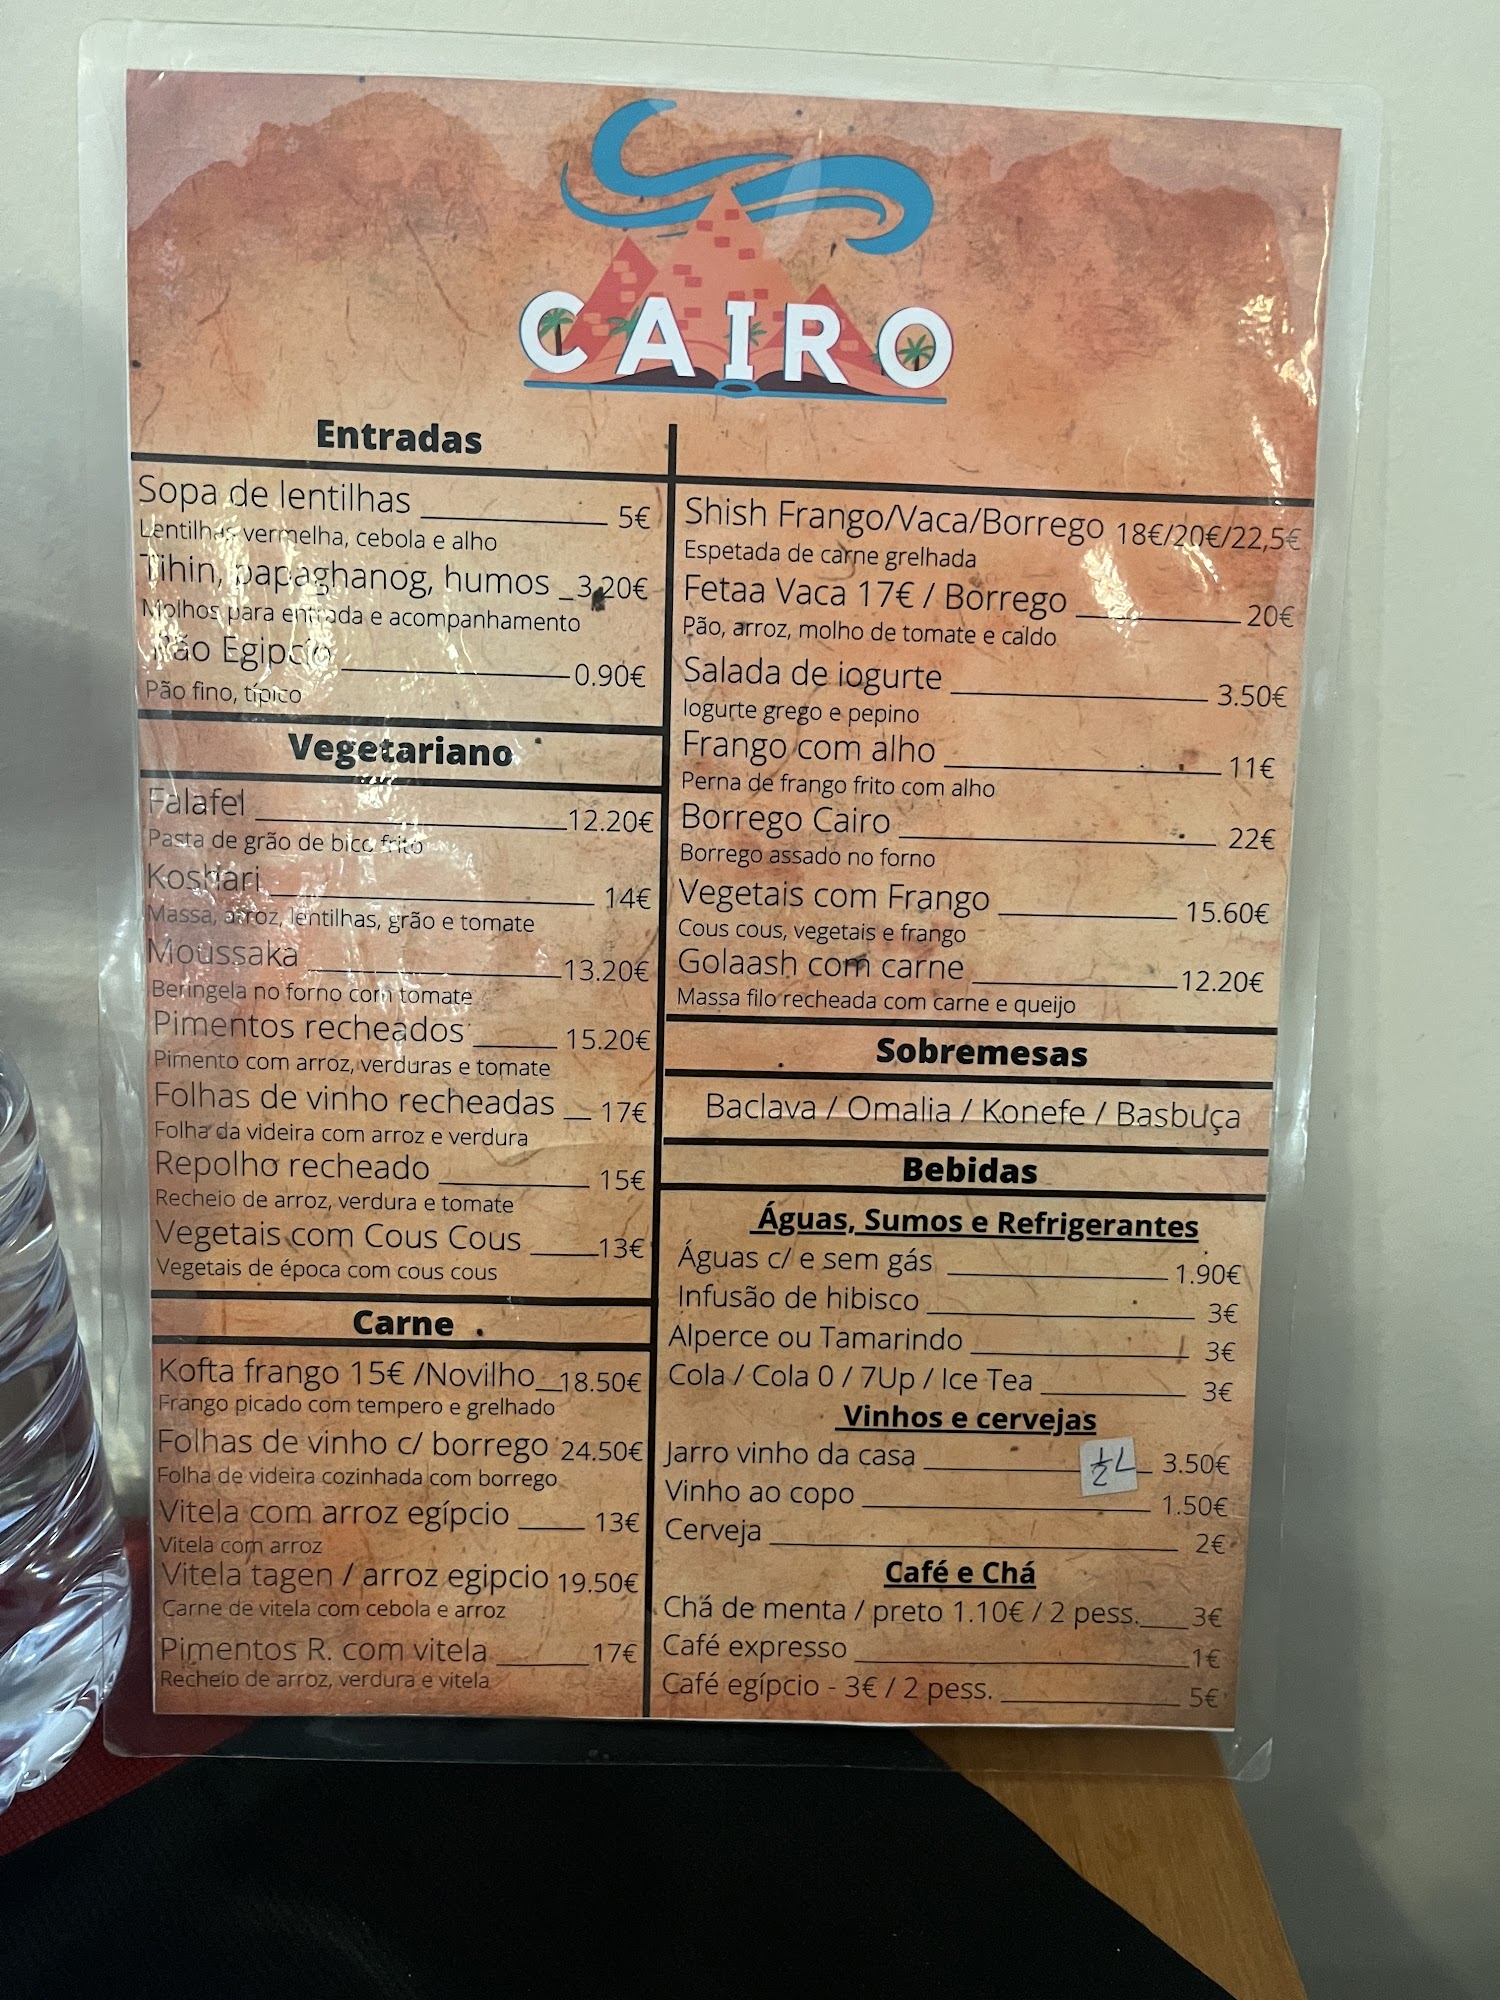 CAIRO
Entradas
Sopa de lentilhas 5€
Lentilhas vermelha, cebola e alho
Tihin, papaghanog, humos 3.20€
Molhos para entrada e acompanhamento
Pão Egipcío 0.90€
Pão fino, típico
Vegetariano
Falafel 12.20€
Pasta de grão de bico frito
Koshari 14€
Massa, arroz, lentilhas, grão e tomate
Moussaka 13.20€
Beringela no forno com tomate
Pimentos recheados 15.20€
Pimento com arroz, verduras e tomate
Folhas de vinho recheadas 17€
Folha da videira com arroz e verdura
Repolho recheado 15€
Recheio de arroz, verdura e tomate
Vegetais com Cous Cous 13€
Vegetais de época com cous cous
Carne
Kofta frango 15€ /Novilho 18.50€
Frango picado com tempero e grelhado
Folhas de vinho c/ borrego 24.50€
Folha de videira cozinhada com borrego
Vitela com arroz egípcio 13€
Vitela com arroz
Vitela tagen / arroz egipcio 19.50€
Carne de vitela com cebola e arroz
Pimentos R. com vitela 17€
Recheio de arroz, verdura e vitela
Shish Frango/Vaca/Borrego 18€/20€/22,5€
Espetada de carne grelhada
Fetaa Vaca 17€ / Borrego 20€
Pão, arroz, molho de tomate e caldo
Salada de iogurte 3.50€
Iogurte grego e pepino
Frango com alho 11€
Perna de frango frito com alho
Borrego Cairo 22€
Borrego assado no forno
Vegetais com Frango 15.60€
Cous cous, vegetais e frango
Golaash com carne 12.20€
Massa filo recheada com carne e queijo
Sobremesas
Baclava / Omalia / Konefe / Basbuça
Bebidas
Águas, Sumos e Refrigerantes
Águas c/ e sem gás 1.90€
Infusão de hibisco 3€
Alperce ou Tamarindo 3€
Cola / Cola 0 / 7Up / Ice Tea 3€
Vinhos e cervejas
Jarro vinho da casa ½ L 3.50€
Vinho ao copo 1.50€
Cerveja 2€
Café e Chá
Chá de menta / preto 1.10€ / 2 pess. 3€
Café expresso 1€
Café egípcio - 3€ / 2 pess. 5€